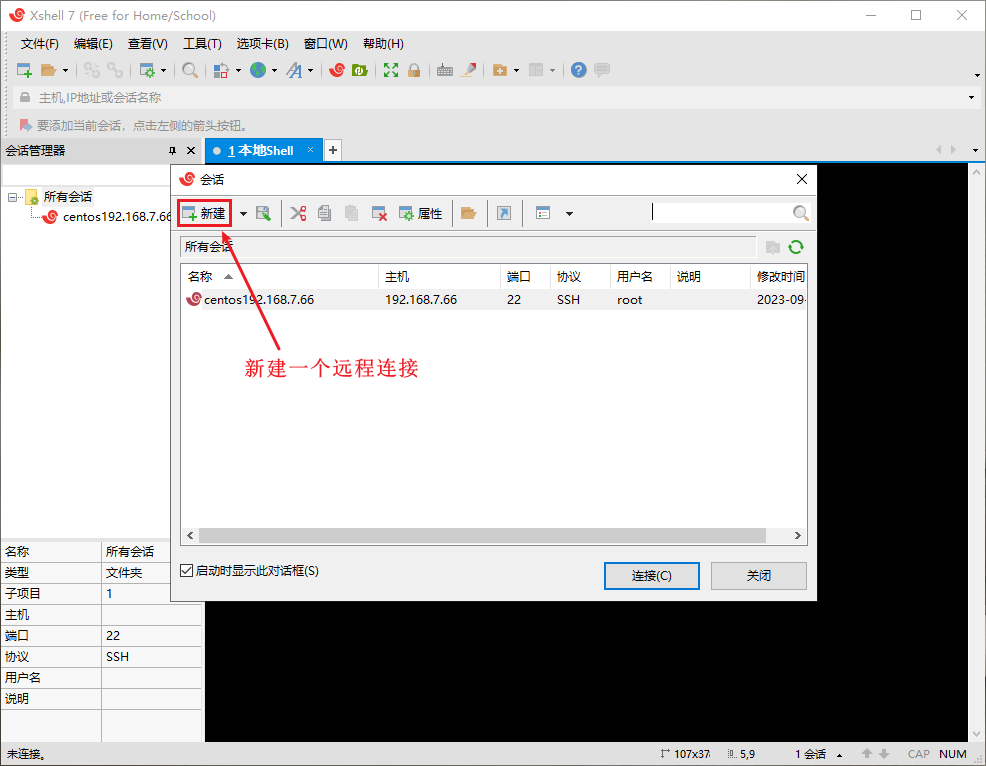 Xshell 7 (Free for Home/School)
文件(F) 编辑(E) 查看(V) 工具(T) 选项卡(B) 窗口(W) 帮助(H)
主机,IP地址或会话名称
要添加当前会话，点击左侧的箭头按钮。
会话管理器
1 本地Shell
所有会话
centos192.168.7.66
会话
新建
属性
所有会话
名称 主机 端口 协议 用户名 说明 修改时间
centos192.168.7.66 192.168.7.66 22 SSH root 2023-09-
新建一个远程连接
启动时显示此对话框(S)
连接(C) 关闭
名称 所有会话
类型 文件夹
子项目 1
主机
端口 22
协议 SSH
用户名
说明
未连接。 107x37 5,9 1 会话 CAP NUM